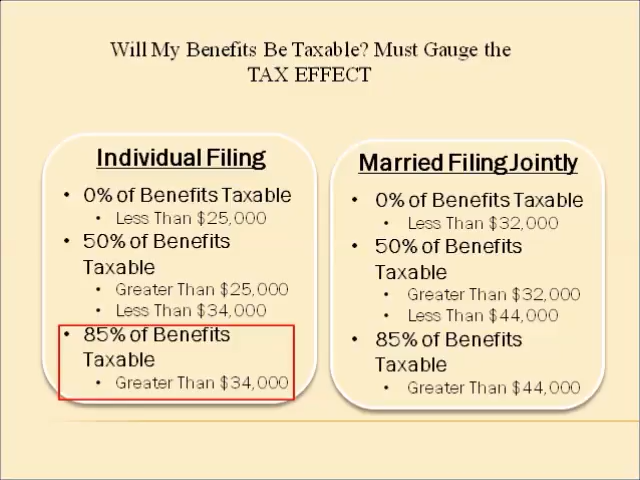 Will My Benefits Be Taxable? Must Gauge the
TAX EFFECT
Individual Filing
• 0% of Benefits Taxable
• Less Than $25,000
• 50% of Benefits
Taxable
• Greater Than $25,000
• Less Than $34,000
• 85% of Benefits
Taxable
• Greater Than $34,000
Married Filing Jointly
• 0% of Benefits Taxable
• Less Than $32,000
• 50% of Benefits
Taxable
• Greater Than $32,000
• Less Than $44,000
• 85% of Benefits
Taxable
• Greater Than $44,000